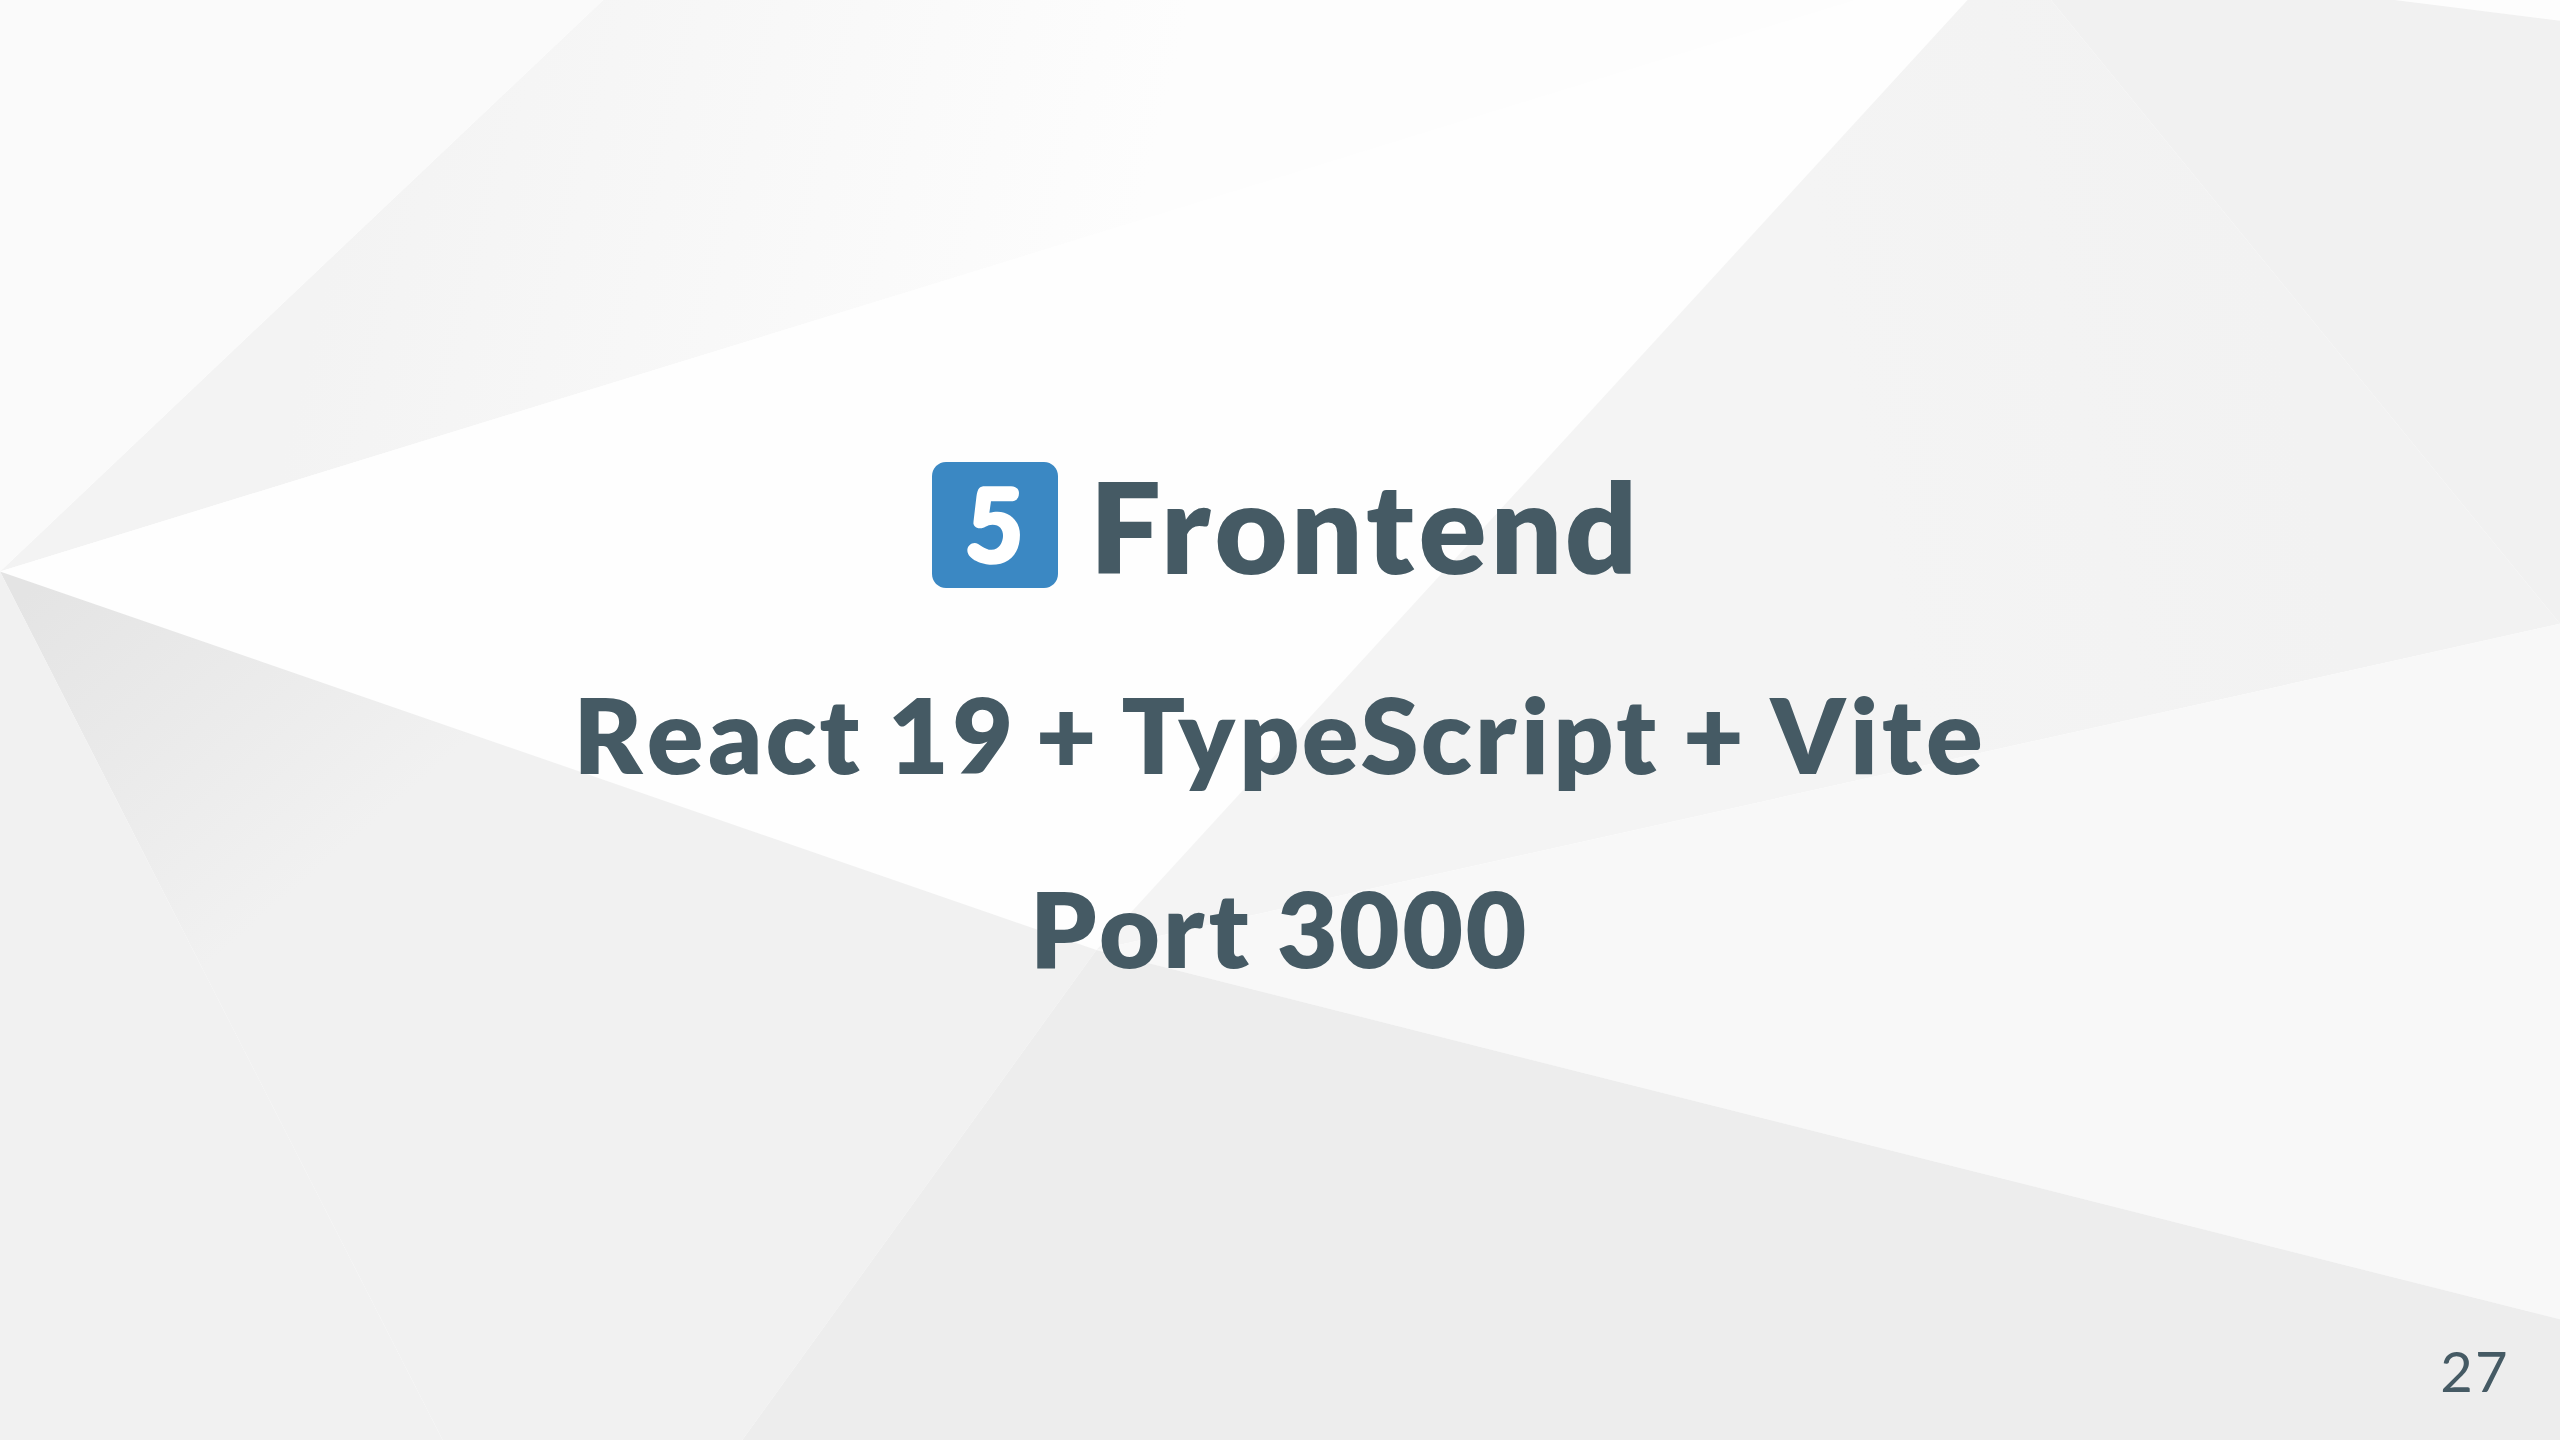 5️⃣ Frontend
React 19 + TypeScript + Vite
Port 3000
27